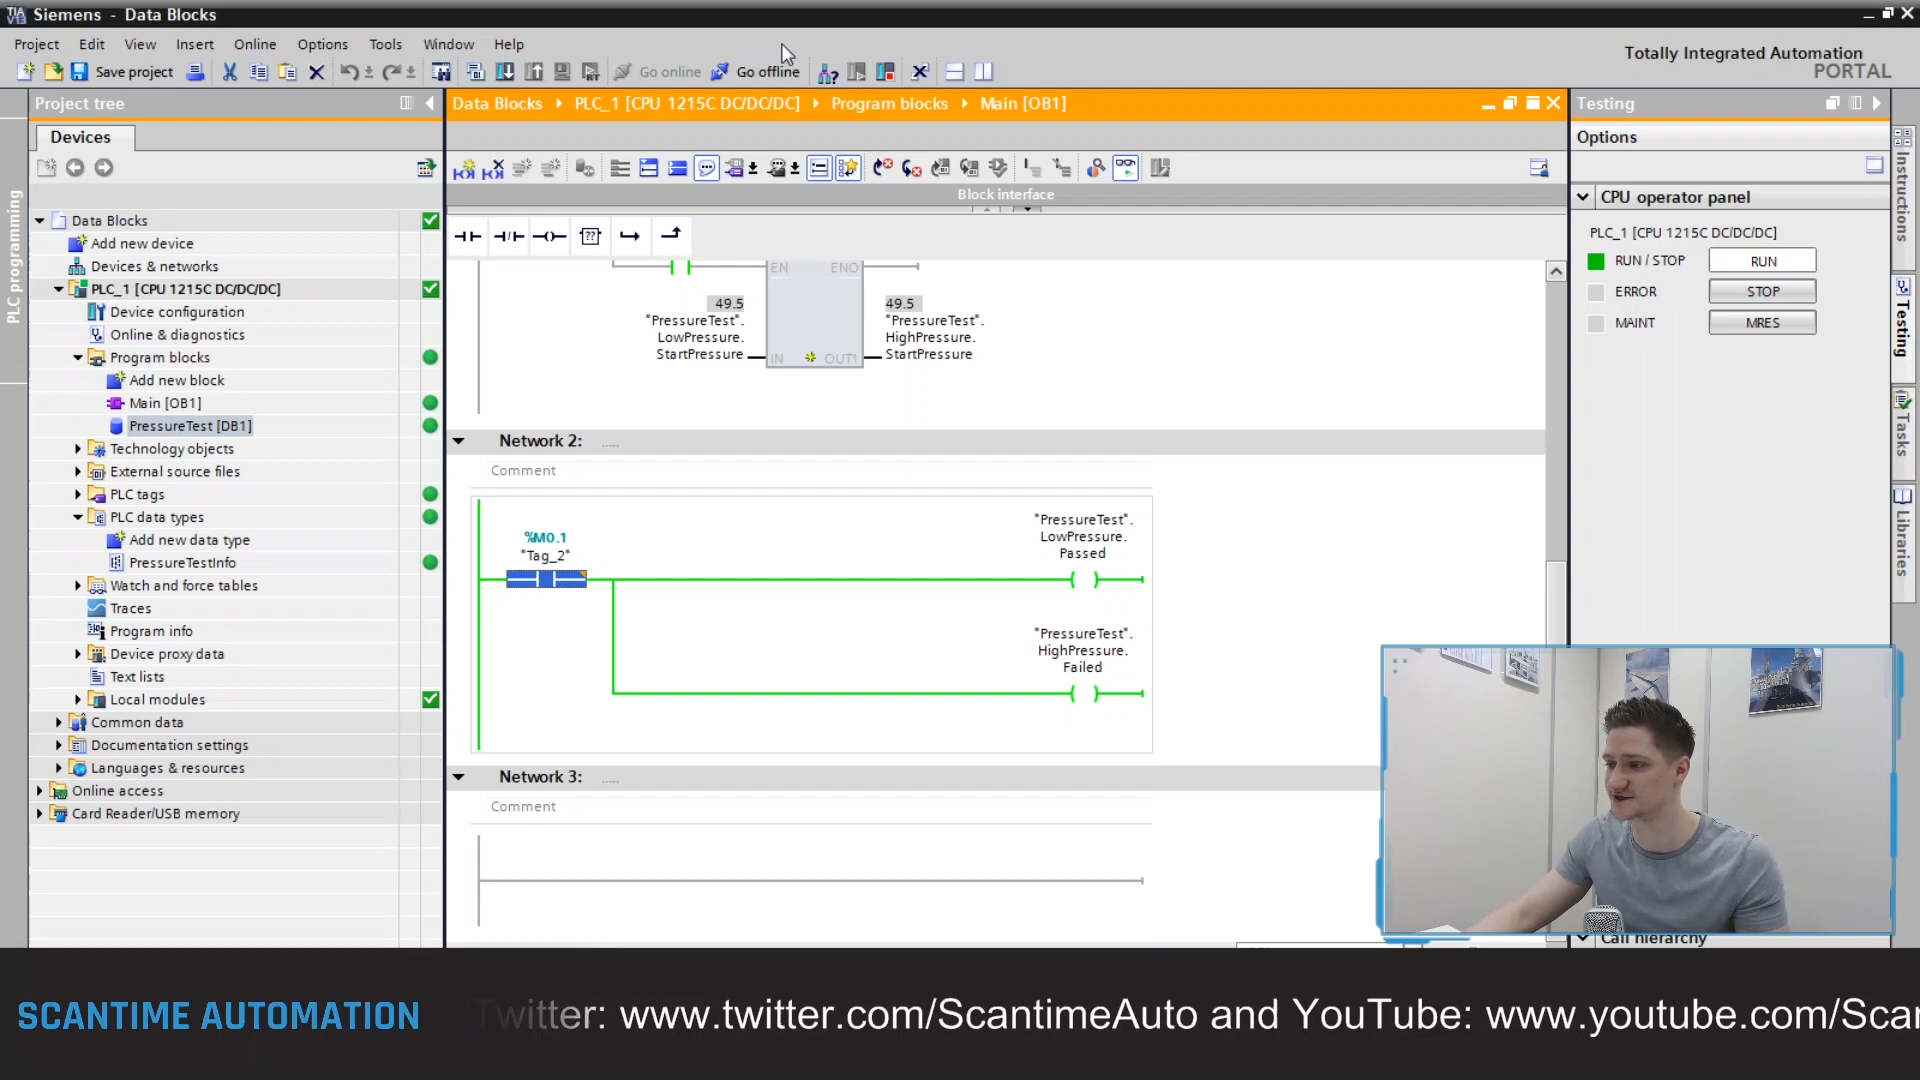 TIA V13 Siemens - Data Blocks
Project Edit View Insert Online Options Tools Window Help
Totally Integrated Automation
PORTAL
Save project Go online Go offline
Project tree
Data Blocks PLC_1 [CPU 1215C DC/DC/DC] Program blocks Main [OB1]
Testing
Devices
Options
Block interface
PLC programming
Data Blocks
Add new device
Devices & networks
PLC_1 [CPU 1215C DC/DC/DC]
Device configuration
Online & diagnostics
Program blocks
Add new block
Main [OB1]
PressureTest [DB1]
Technology objects
External source files
PLC tags
PLC data types
Add new data type
PressureTestInfo
Watch and force tables
Traces
Program info
Device proxy data
Text lists
Local modules
Common data
Documentation settings
Languages & resources
Online access
Card Reader/USB memory
??
EN ENO
49.5
"PressureTest".
LowPressure.
StartPressure
IN OUT1
49.5
"PressureTest".
HighPressure.
StartPressure
Network 2: .....
Comment
%M0.1
"Tag_2"
"PressureTest".
LowPressure.
Passed
"PressureTest".
HighPressure.
Failed
Network 3: .....
Comment
CPU operator panel
PLC_1 [CPU 1215C DC/DC/DC]
RUN / STOP RUN
ERROR STOP
MAINT MRES
Call hierarchy
Instructions
Testing
Tasks
Libraries
SCANTIME AUTOMATION
Twitter: www.twitter.com/ScantimeAuto and YouTube: www.youtube.com/Scan